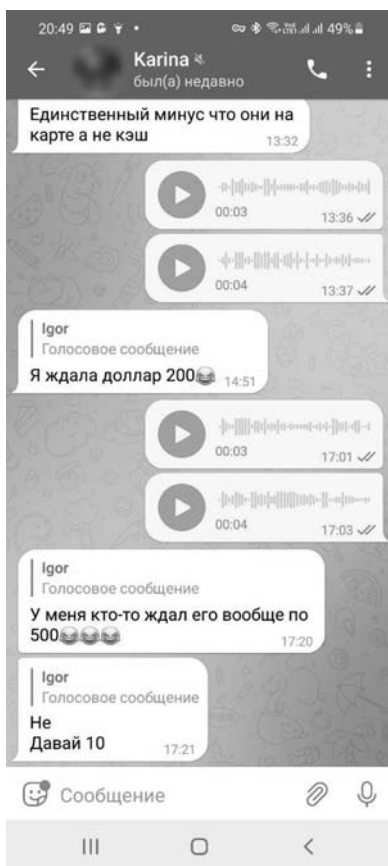 20:49
49%
Karina
был(а) недавно
Единственный минус что они на
карте а не кэш
13:32
00:03
13:36
00:04
13:37
Igor
Голосовое сообщение
Я ждала доллар 200😂
14:51
00:03
17:01
00:04
17:03
Igor
Голосовое сообщение
У меня кто-то ждал его вообще по
500😂😂😂
17:20
Igor
Голосовое сообщение
Не
Давай 10
17:21
Сообщение